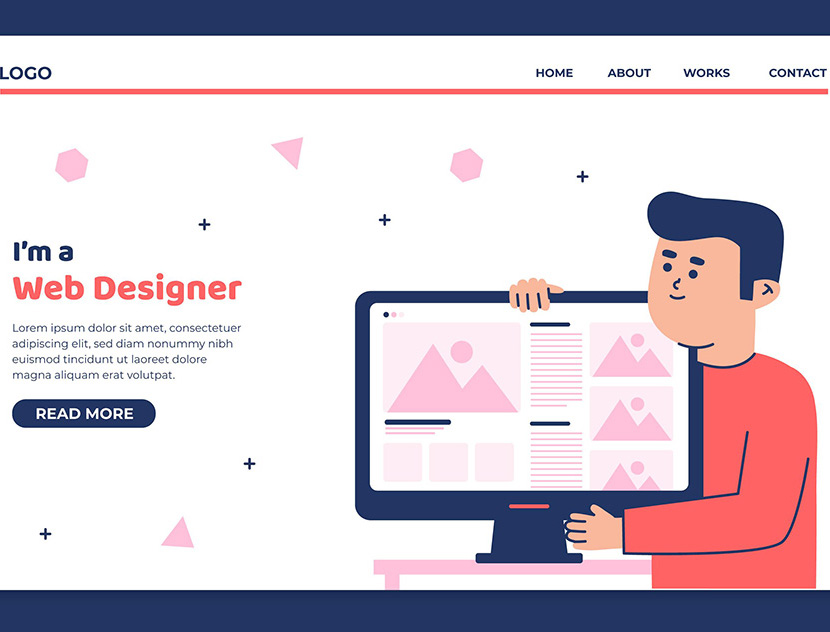 LOGO
HOME ABOUT WORKS CONTACT
I'm a
Web Designer
Lorem ipsum dolor sit amet, consectetuer
adipiscing elit, sed diam nonummy nibh
euismod tincidunt ut laoreet dolore
magna aliquam erat volutpat.
READ MORE